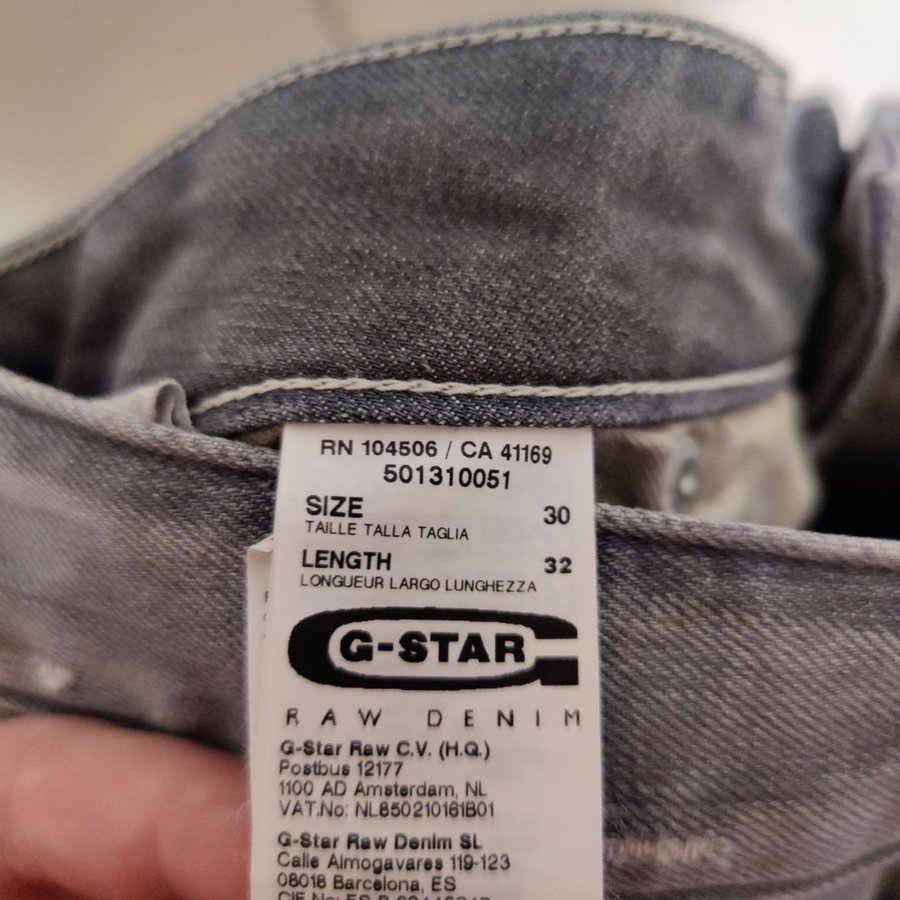 RN 104506 / CA 41169
501310051
SIZE 30
TAILLE TALLA TAGLIA
LENGTH 32
LONGUEUR LARGO LUNGHEZZA
G-STAR
RAW DENIM
G-Star Raw C.V. (H.Q.)
Postbus 12177
1100 AD Amsterdam, NL
VAT.No: NL850210161B01
G-Star Raw Denim SL
Calle Almogavares 119-123
08018 Barcelona, ES